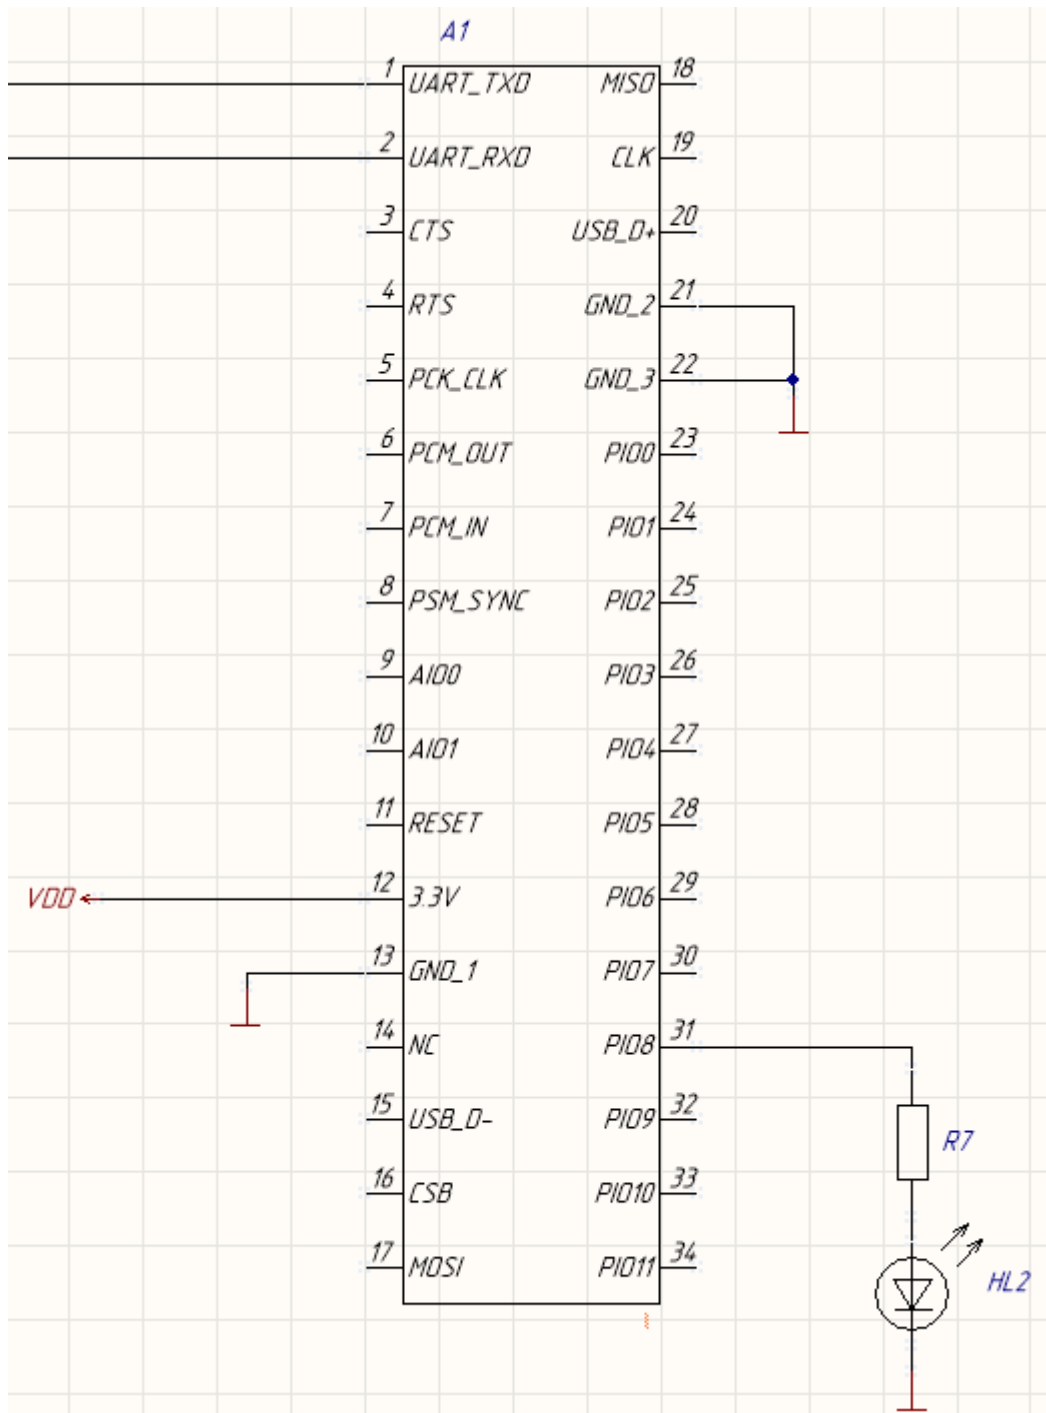 A1
1 UART_TXD MISO 18
2 UART_RXD CLK 19
3 CTS USB_D+ 20
4 RTS GND_2 21
5 PCK_CLK GND_3 22
6 PCM_OUT PIO0 23
7 PCM_IN PIO1 24
8 PSM_SYNC PIO2 25
9 AIO0 PIO3 26
10 AIO1 PIO4 27
11 RESET PIO5 28
VDD 12 3.3V PIO6 29
13 GND_1 PIO7 30
14 NC PIO8 31
15 USB_D- PIO9 32
R7
16 CSB PIO10 33
17 MOSI PIO11 34
HL2